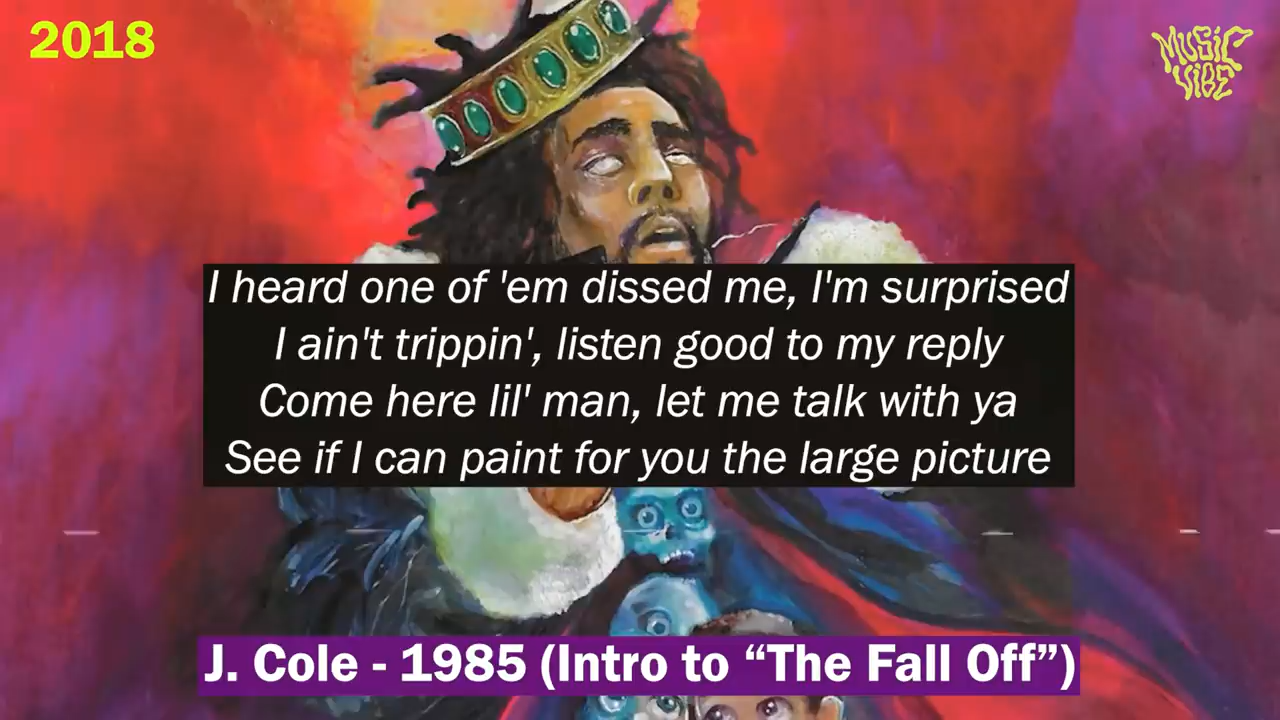 2018
MUSIC
VIBE
I heard one of 'em dissed me, I'm surprised
I ain't trippin', listen good to my reply
Come here lil' man, let me talk with ya
See if I can paint for you the large picture
J. Cole - 1985 (Intro to “The Fall Off”)